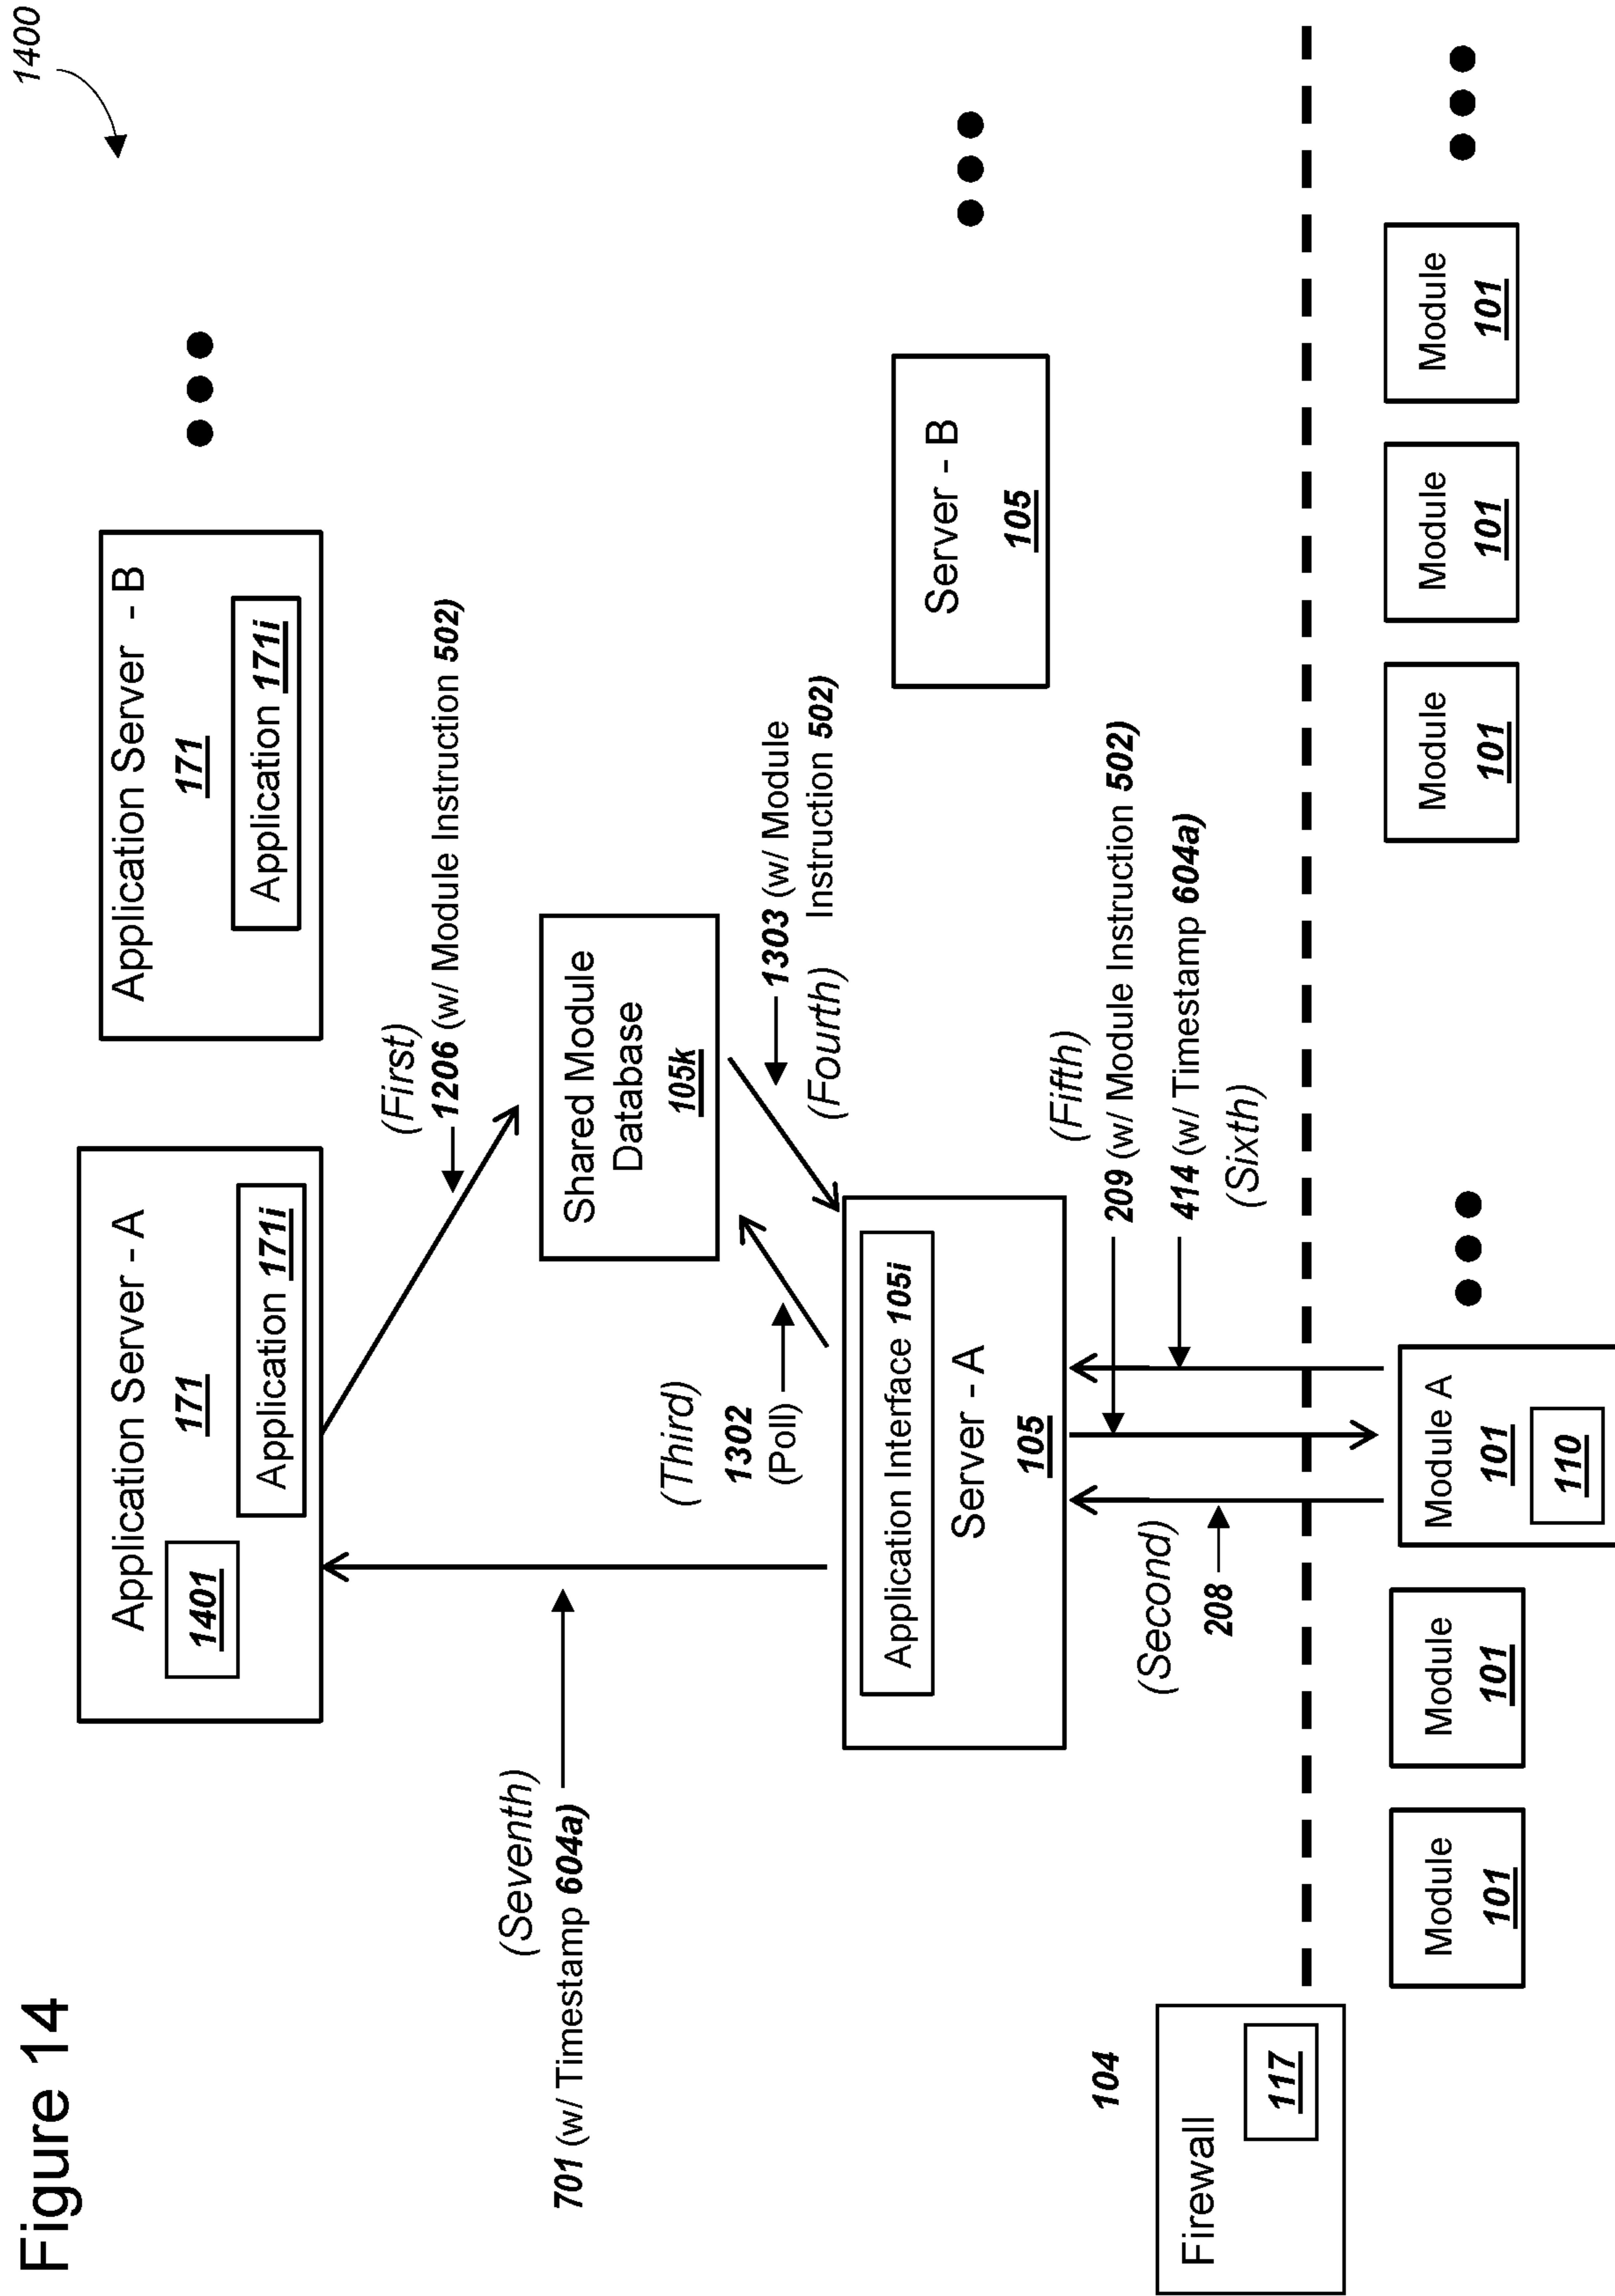 Figure 14
1400
Application Server - A
1401
171
Application 171i
Application Server - B
171
Application 171i
(First)
1206 (w/ Module Instruction 502)
(Seventh)
701 (w/ Timestamp 604a)
Shared Module
Database
105k
(Third)
1302
(Poll)
1303 (w/ Module
Instruction 502)
(Fourth)
Application Interface 105i
Server - A
105
Server - B
105
(Second)
208
(Fifth)
209 (w/ Module Instruction 502)
414 (w/ Timestamp 604a)
(Sixth)
104
Firewall
117
Module
101
Module
101
Module A
101
110
Module
101
Module
101
Module
101